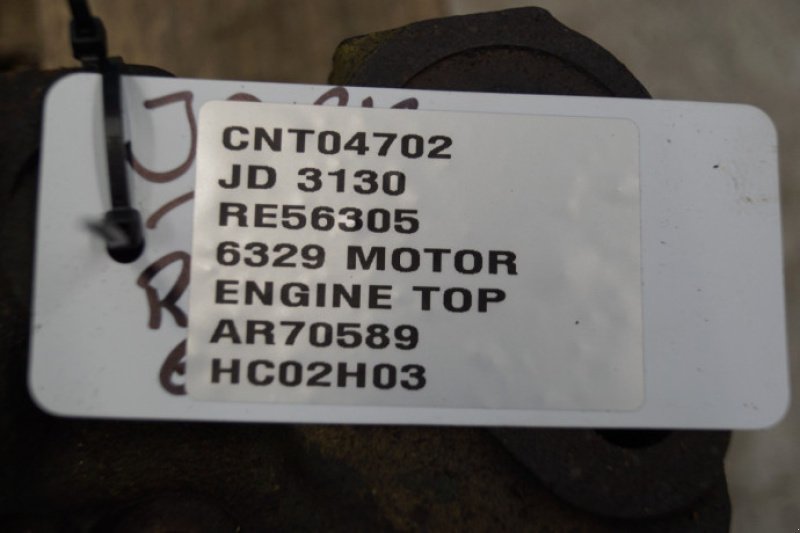 CNT04702
JD 3130
RE56305
6329 MOTOR
ENGINE TOP
AR70589
HC02H03